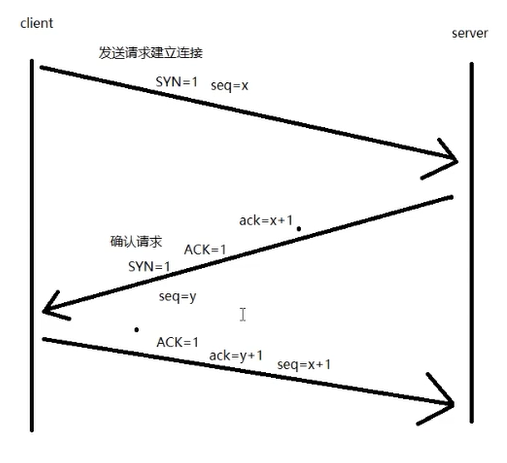 client
server
发送请求建立连接
SYN=1 seq=x
ack=x+1
确认请求
ACK=1
SYN=1
seq=y
ACK=1
ack=y+1
seq=x+1